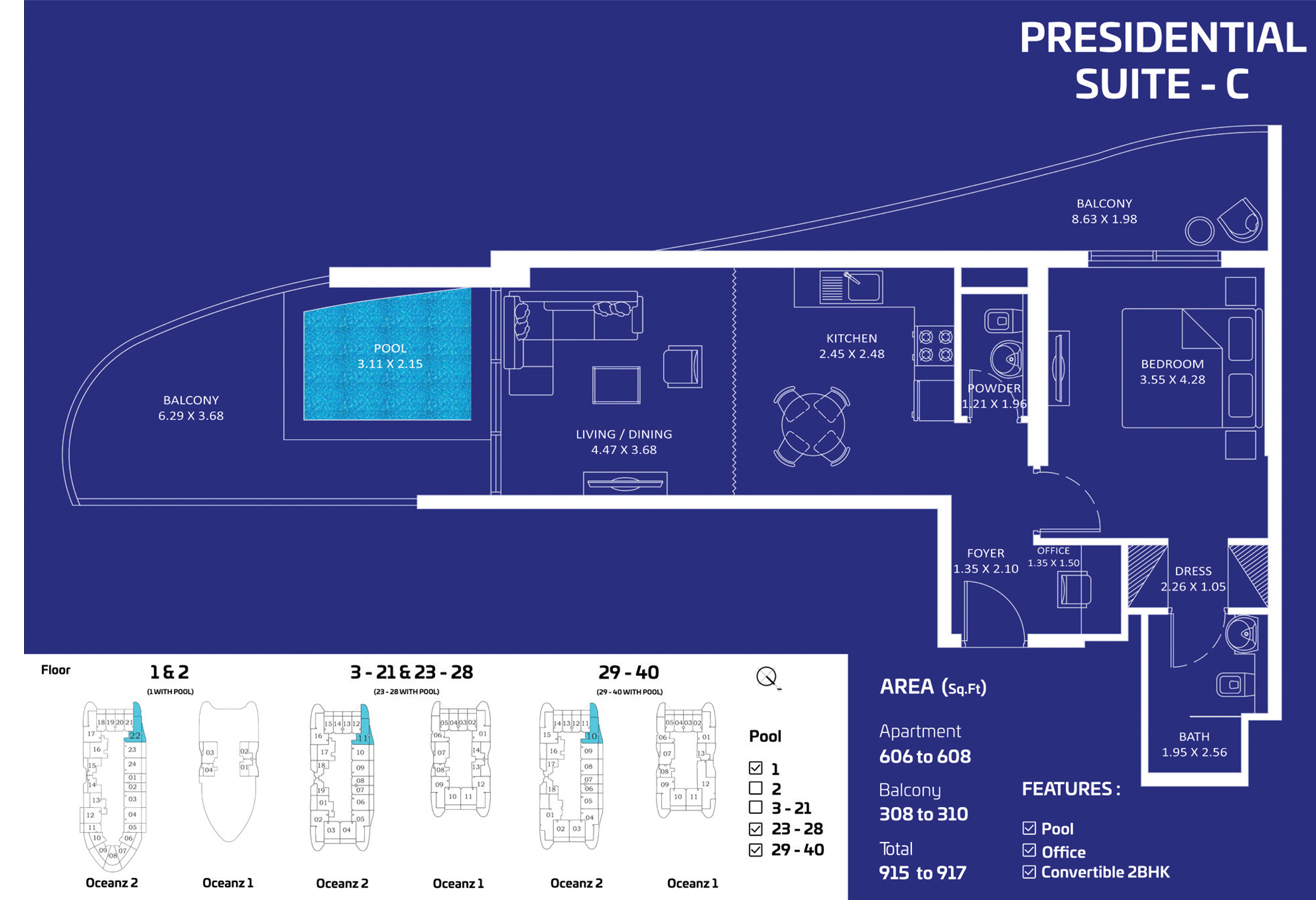 PRESIDENTIAL
SUITE - C
BALCONY
8.63 X 1.98
POOL
3.11 X 2.15
BALCONY
6.29 X 3.68
LIVING / DINING
4.47 X 3.68
KITCHEN
2.45 X 2.48
POWDER
1.21 X 1.96
BEDROOM
3.55 X 4.28
FOYER
1.35 X 2.10
OFFICE
1.35 X 1.50
DRESS
2.26 X 1.05
BATH
1.95 X 2.56
Floor
1 & 2
(1 WITH POOL)
3 - 21 & 23 - 28
(23 - 28 WITH POOL)
29 - 40
(29 - 40 WITH POOL)
18 19 20 21
17
22
16
23
15
24
01
14
02
13
03
12
04
11
05
10
06
09
07
08
03
02
04
01
15 14 13 12
16
11
17
10
18
09
08
19
07
01
06
02
05
03
04
05 04 03 02
06
01
07
13
08
09
12
10
11
14 13 12 11
15
10
16
09
17
08
07
18
06
05
01
04
02
03
05 04 03 02
06
01
07
13
08
09
12
10
11
Oceanz 2
Oceanz 1
Oceanz 2
Oceanz 1
Oceanz 2
Oceanz 1
Pool
1
2
3 - 21
23 - 28
29 - 40
AREA (Sq.Ft)
Apartment
606 to 608
Balcony
308 to 310
Total
915 to 917
FEATURES :
Pool
Office
Convertible 2BHK